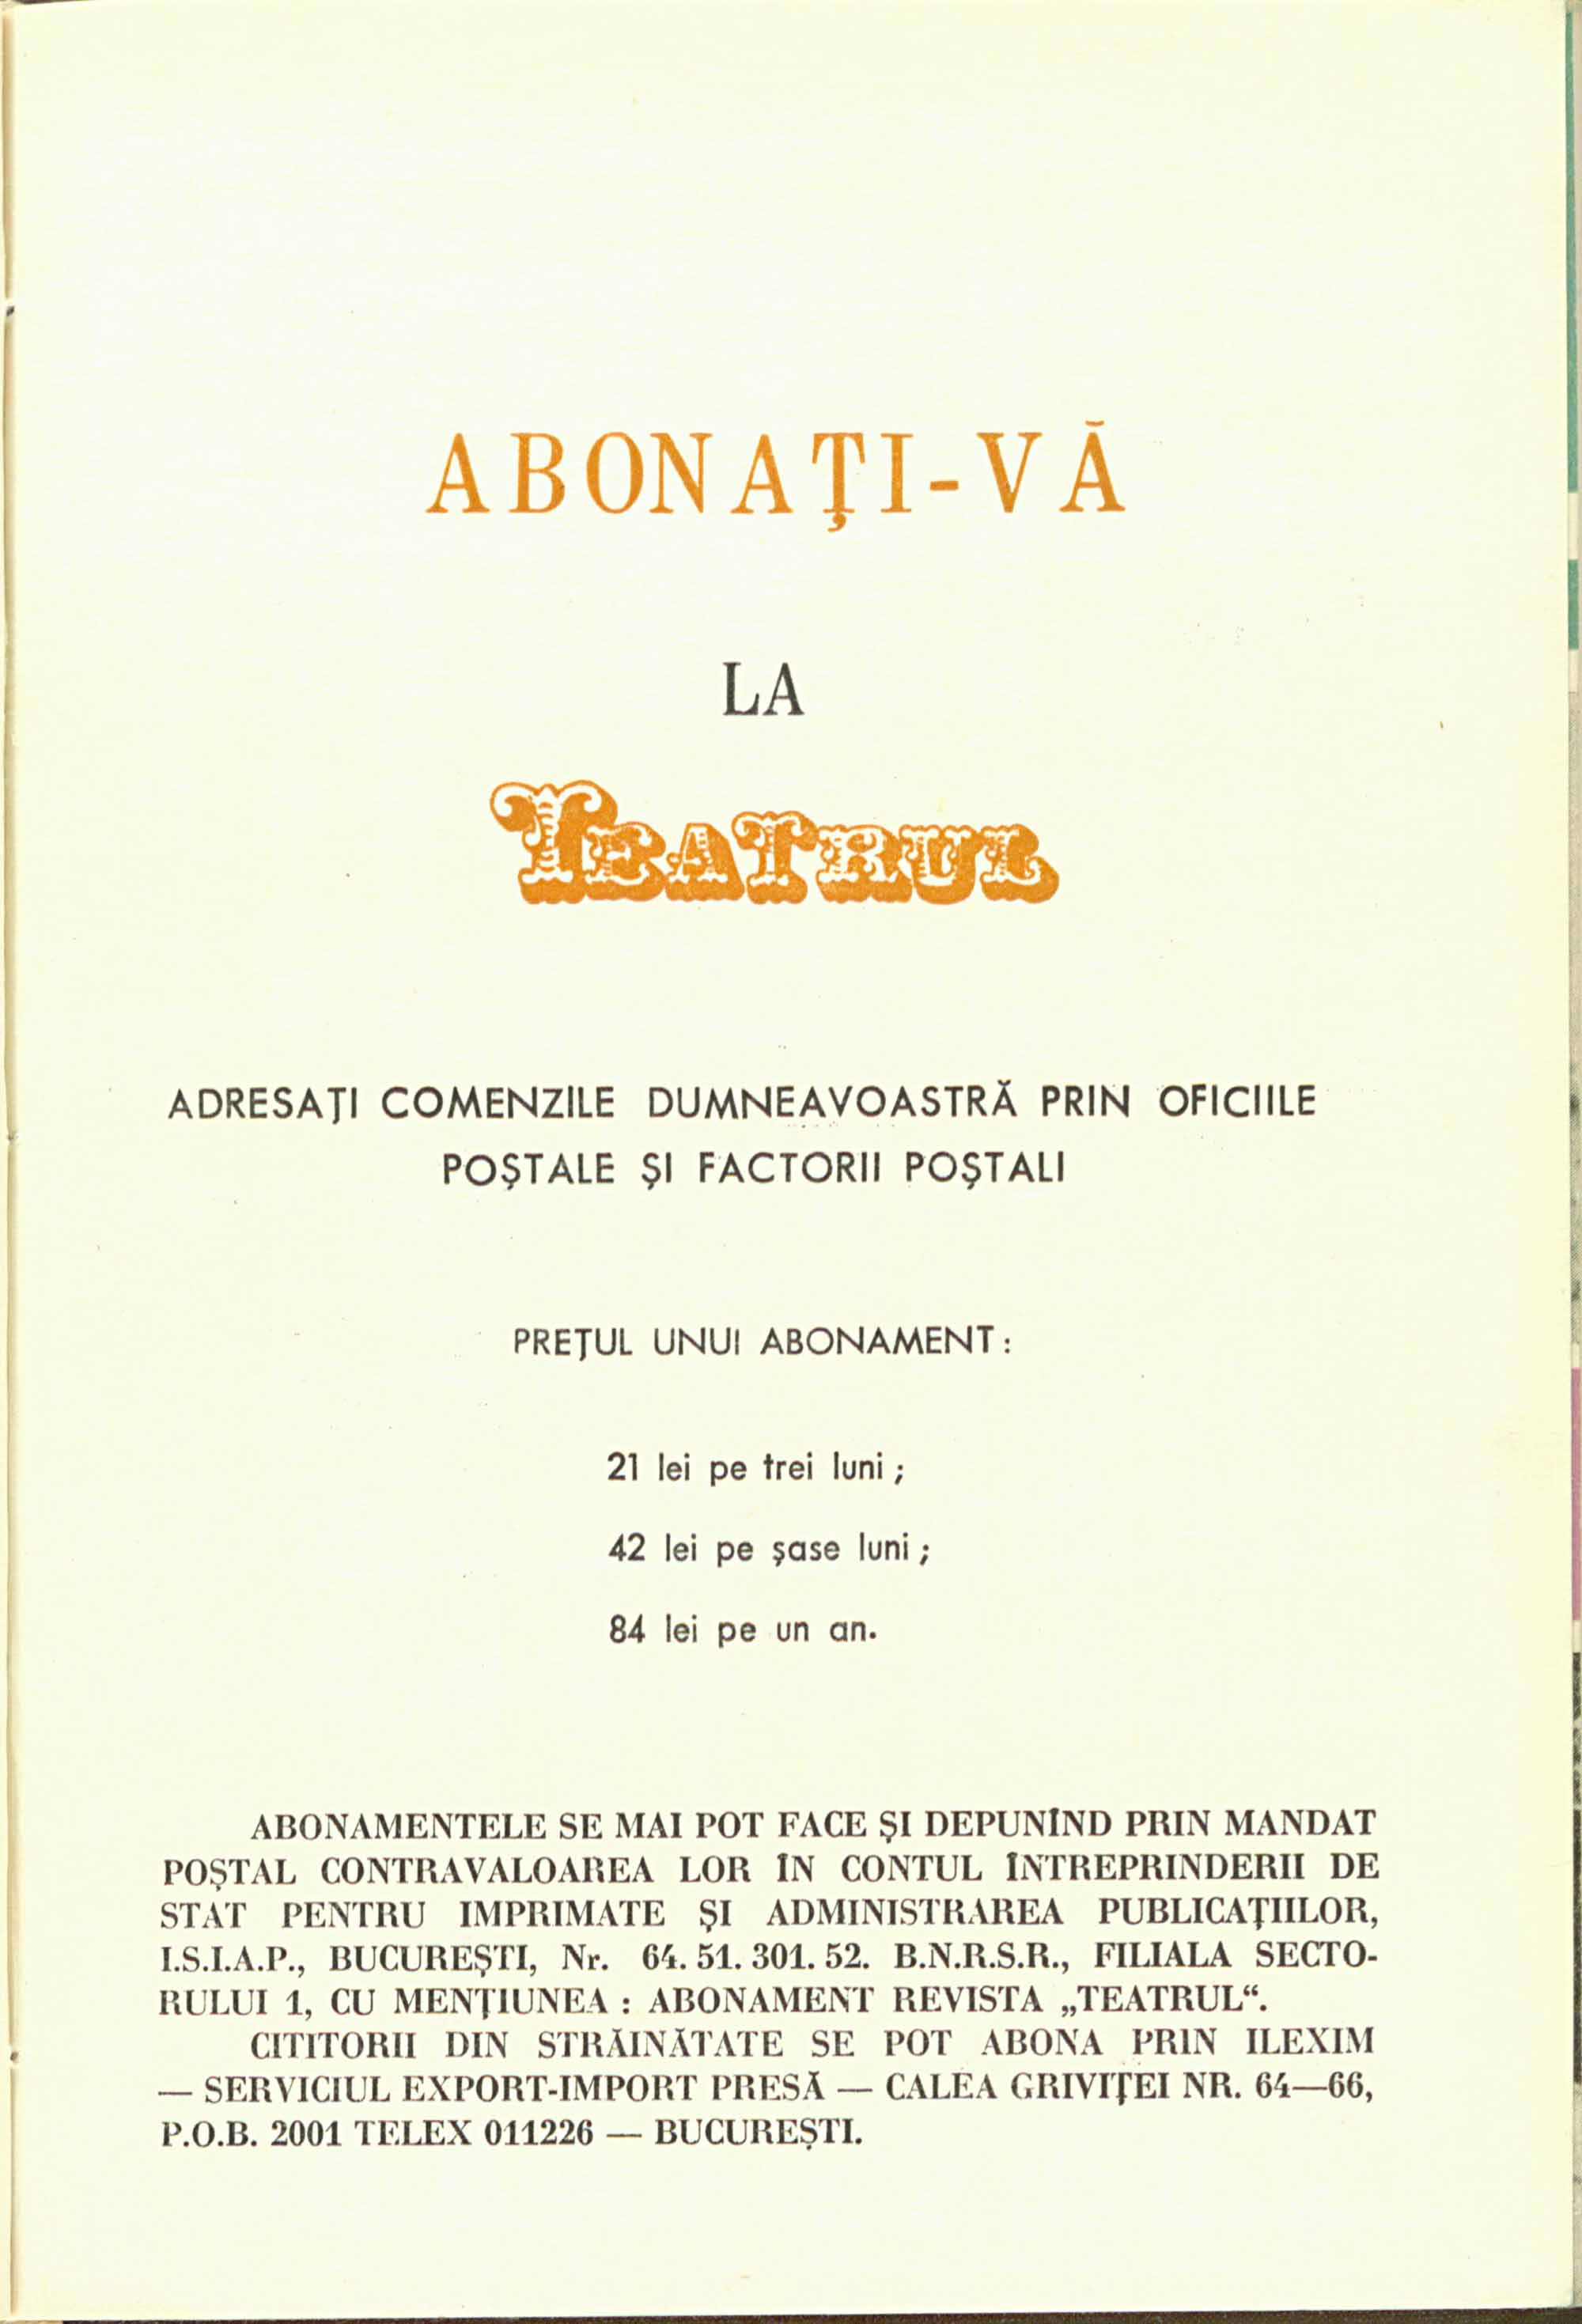 ABONAŢI-VĂ
LA
TEATRUL
ADRESAŢI COMENZILE DUMNEAVOASTRĂ PRIN OFICIILE
POŞTALE ŞI FACTORII POŞTALI
PREŢUL UNUI ABONAMENT :
21 lei pe trei luni ;
42 lei pe şase luni ;
84 lei pe un an.
ABONAMENTELE SE MAI POT FACE ŞI DEPUNÎND PRIN MANDAT
POŞTAL CONTRAVALOAREA LOR ÎN CONTUL ÎNTREPRINDERII DE
STAT PENTRU IMPRIMATE ŞI ADMINISTRAREA PUBLICAŢIILOR,
I.S.I.A.P., BUCUREŞTI, Nr. 64. 51. 301. 52. B.N.R.S.R., FILIALA SECTO-
RULUI 1, CU MENŢIUNEA : ABONAMENT REVISTA „TEATRUL“.
CITITORII DIN STRĂINĂTATE SE POT ABONA PRIN ILEXIM
— SERVICIUL EXPORT-IMPORT PRESĂ — CALEA GRIVIŢEI NR. 64—66,
P.O.B. 2001 TELEX 011226 — BUCUREŞTI.